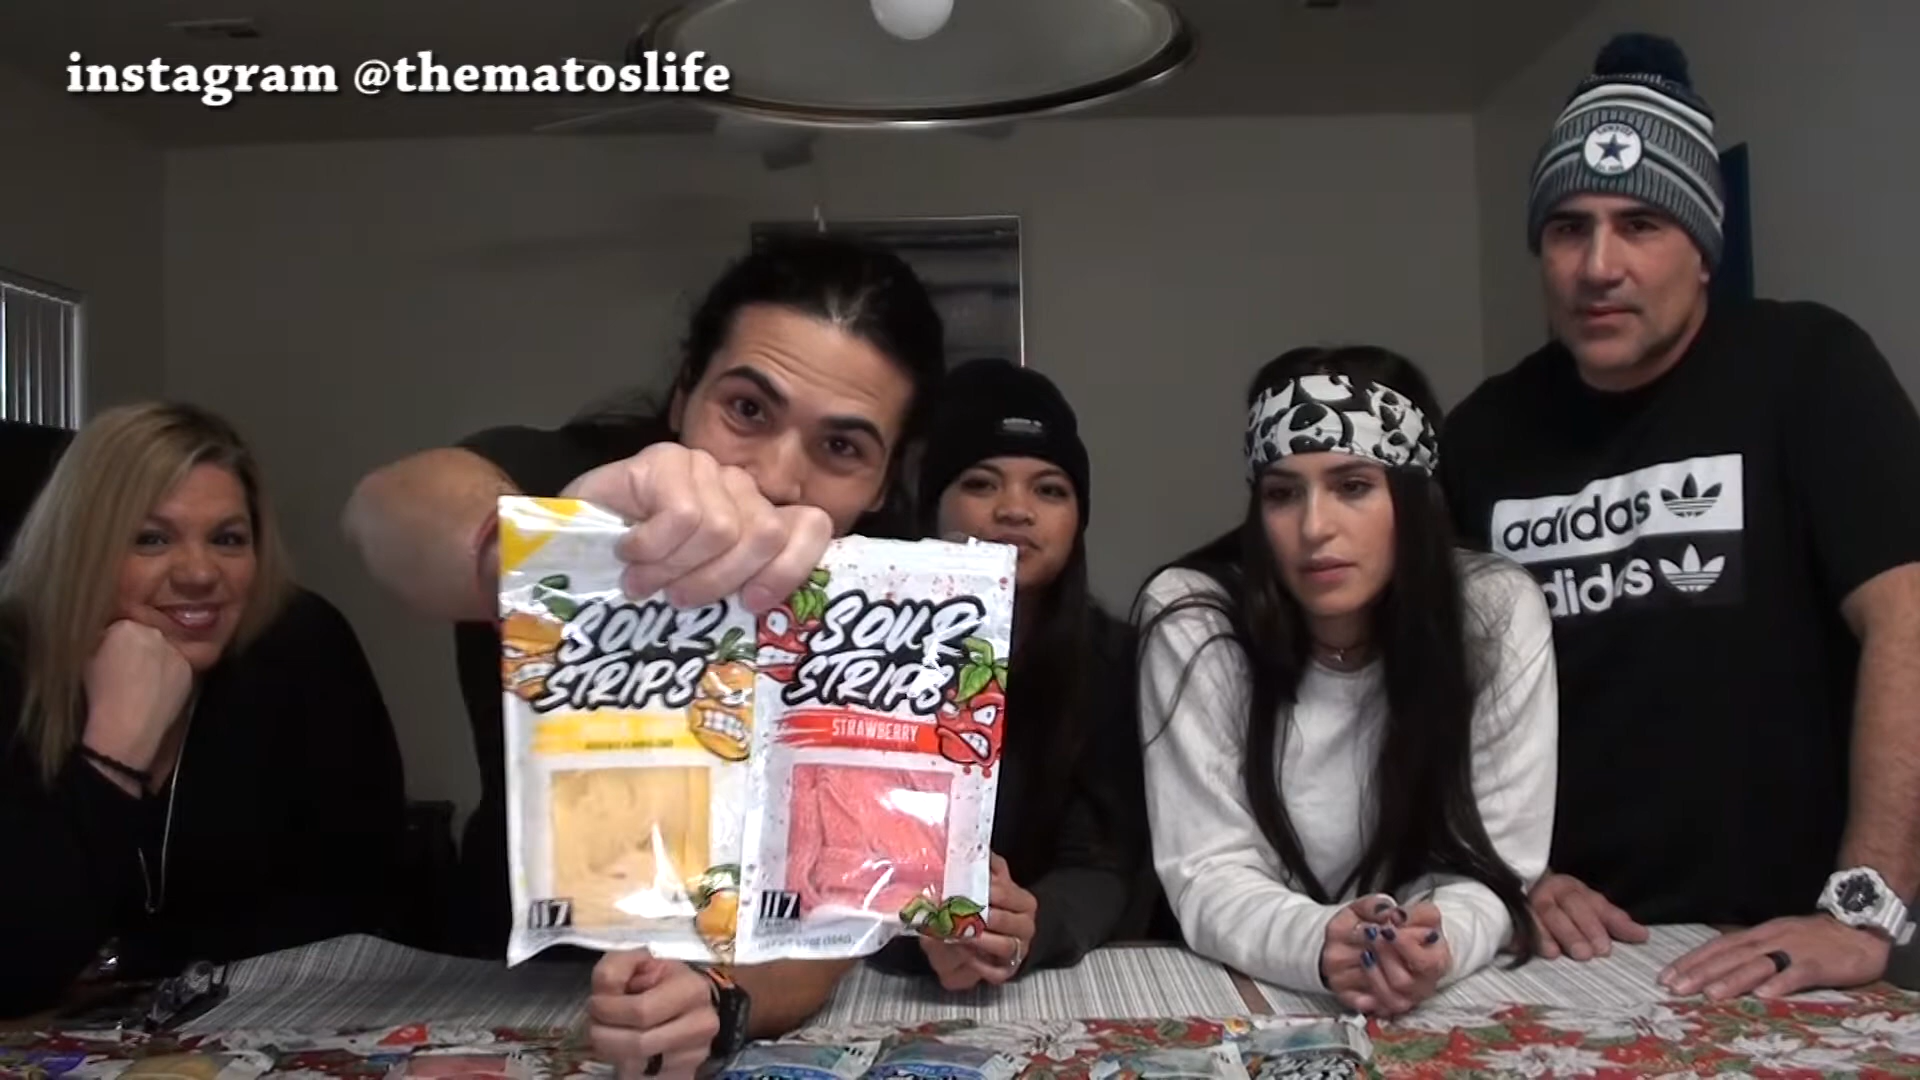 instagram @thematoslife
SOUR
STRIPS
SOUR
STRIPS
STRAWBERRY
117
117
adidas
adidas